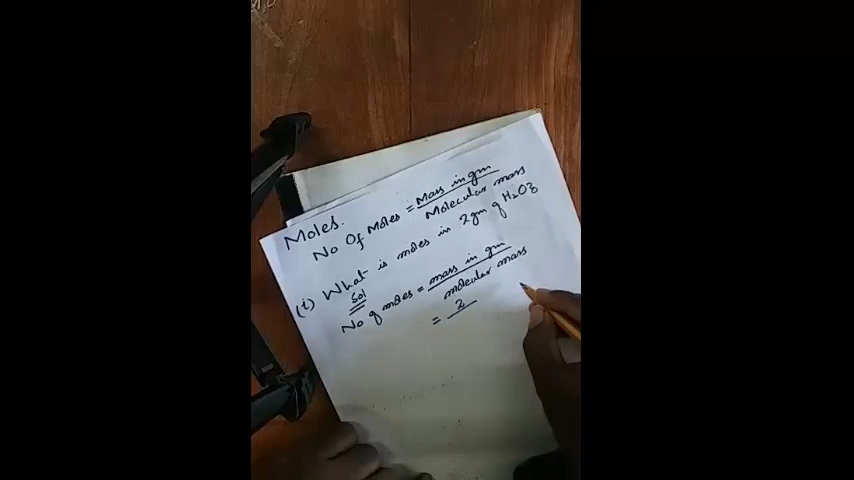 Moles.
No Of Moles = Mass in gm
Molecular mass
(i) What is moles in 2gm of H₂O₃
Sol
No of moles = mass in gm
molecular mass
= 2